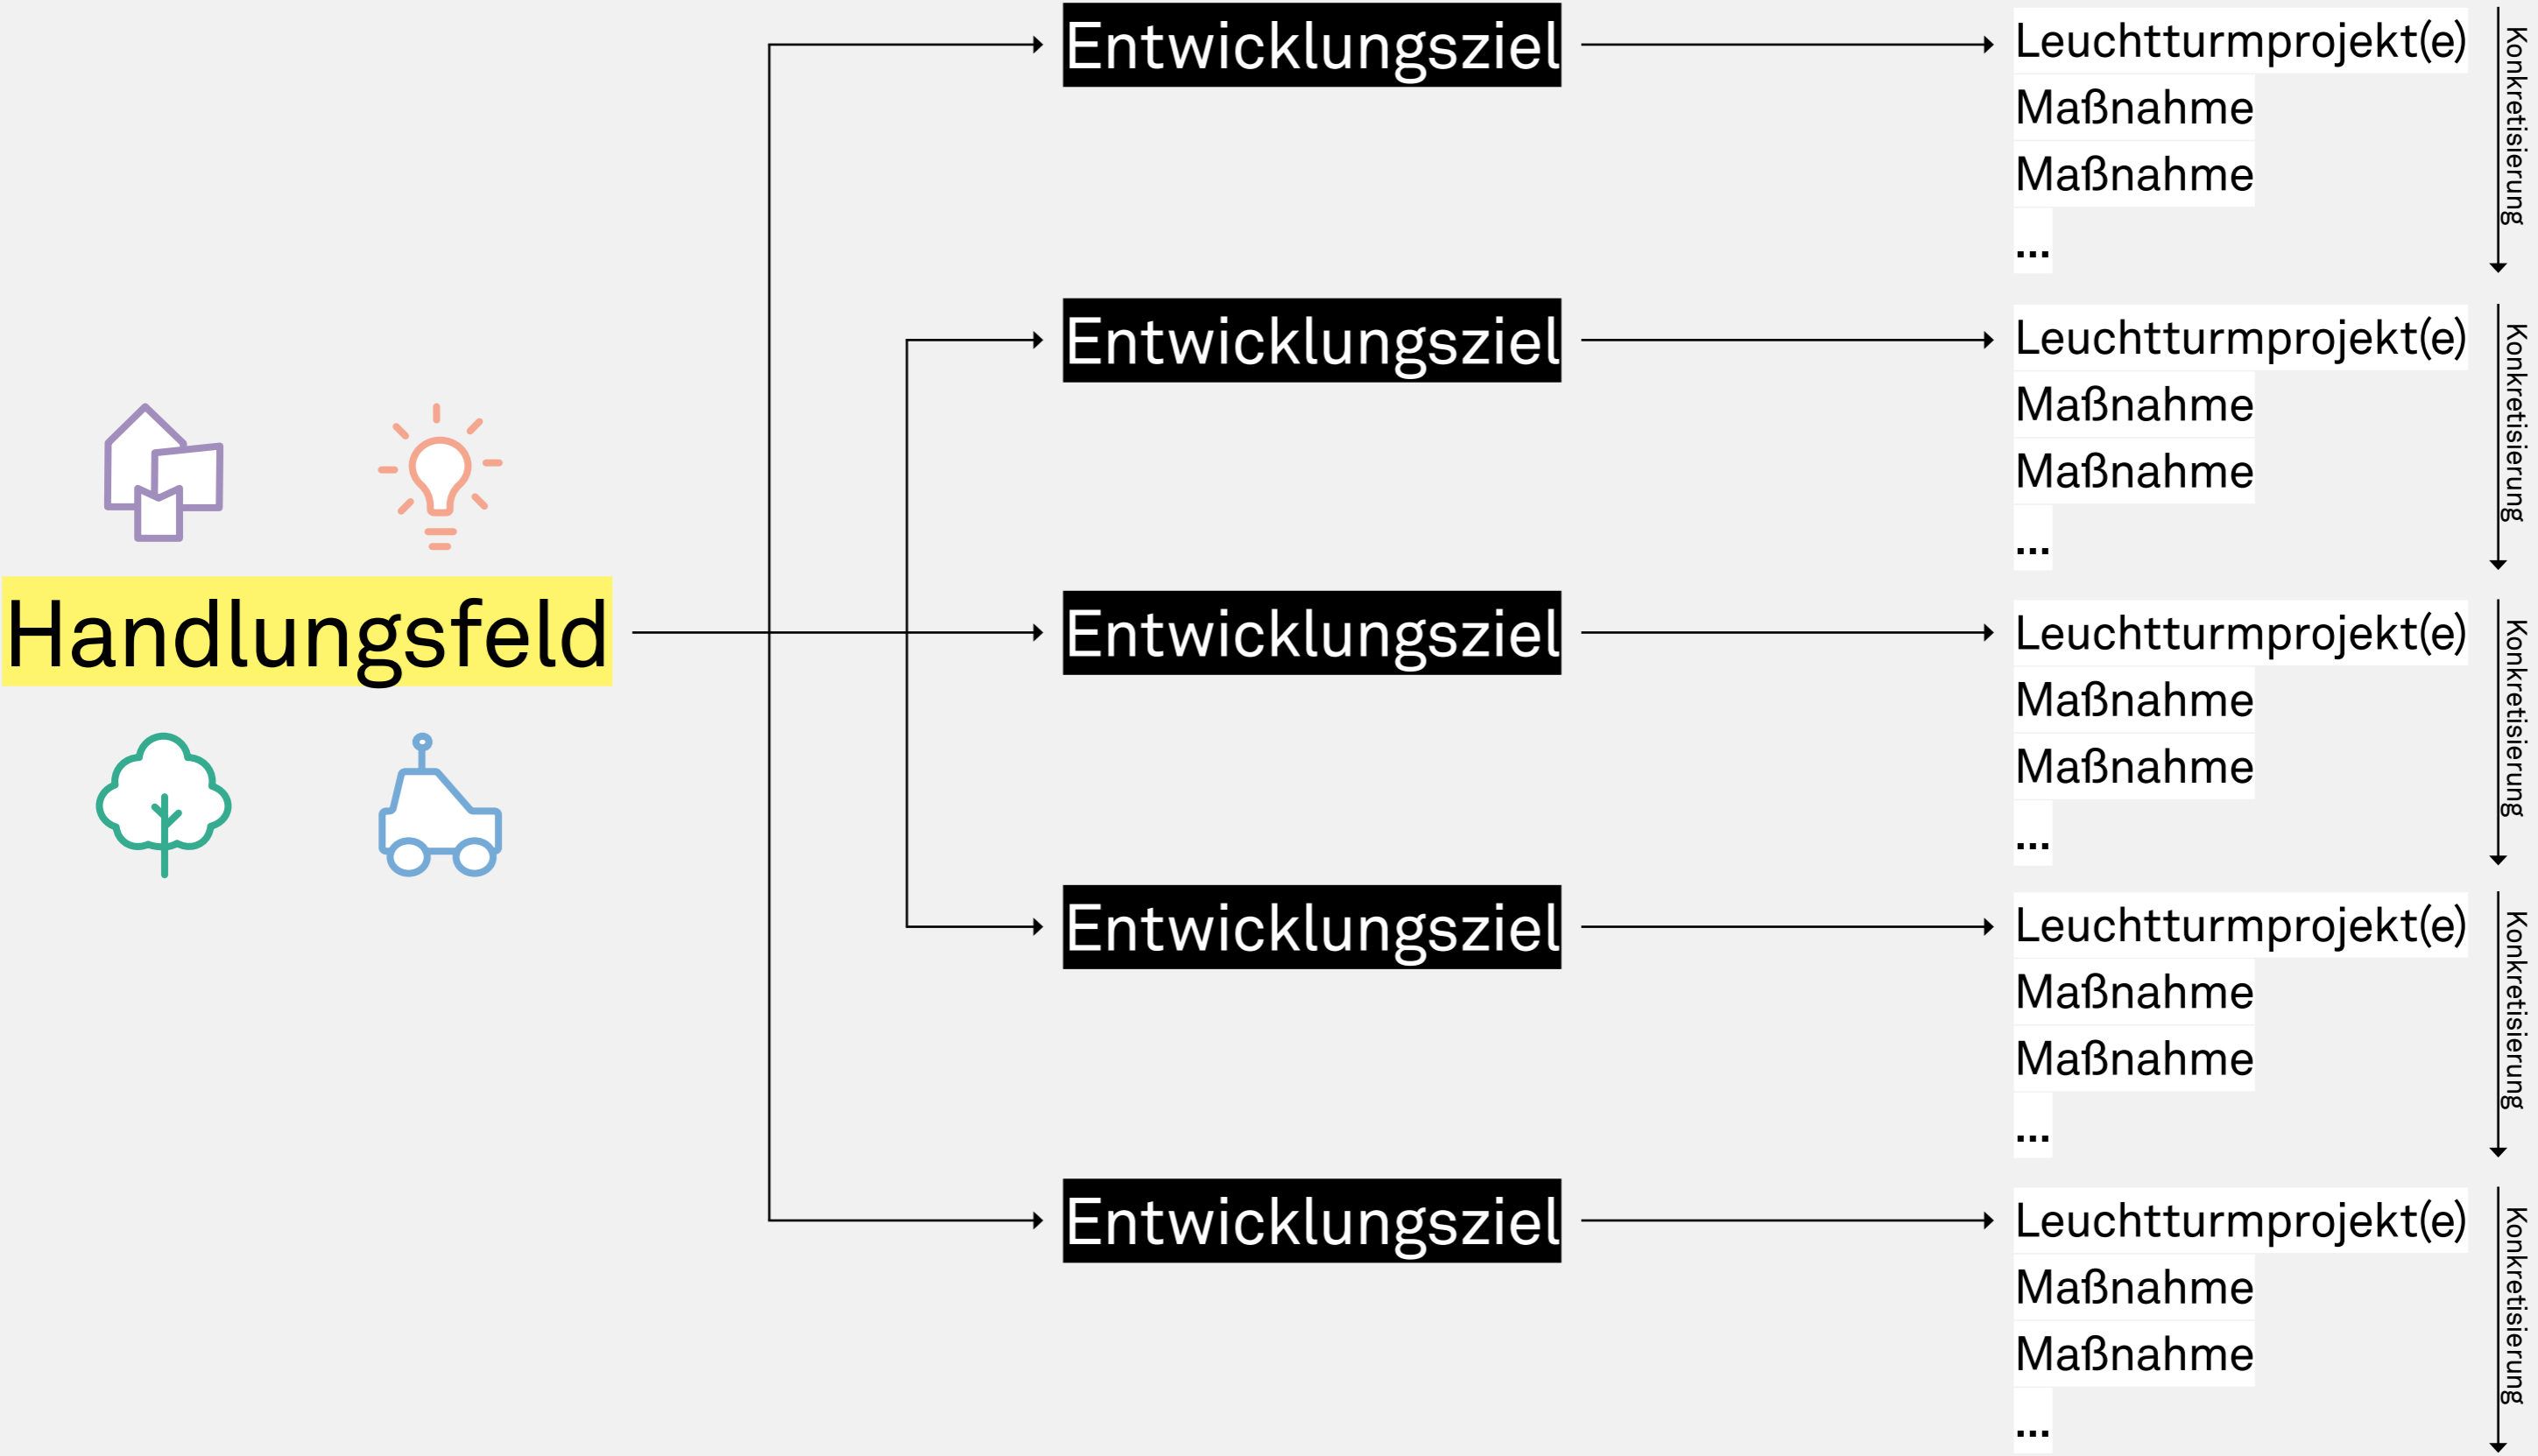 Handlungsfeld
Entwicklungsziel
Leuchtturmprojekt(e)
Maßnahme
Maßnahme
...
Konkretisierung
Entwicklungsziel
Leuchtturmprojekt(e)
Maßnahme
Maßnahme
...
Konkretisierung
Entwicklungsziel
Leuchtturmprojekt(e)
Maßnahme
Maßnahme
...
Konkretisierung
Entwicklungsziel
Leuchtturmprojekt(e)
Maßnahme
Maßnahme
...
Konkretisierung
Entwicklungsziel
Leuchtturmprojekt(e)
Maßnahme
Maßnahme
...
Konkretisierung